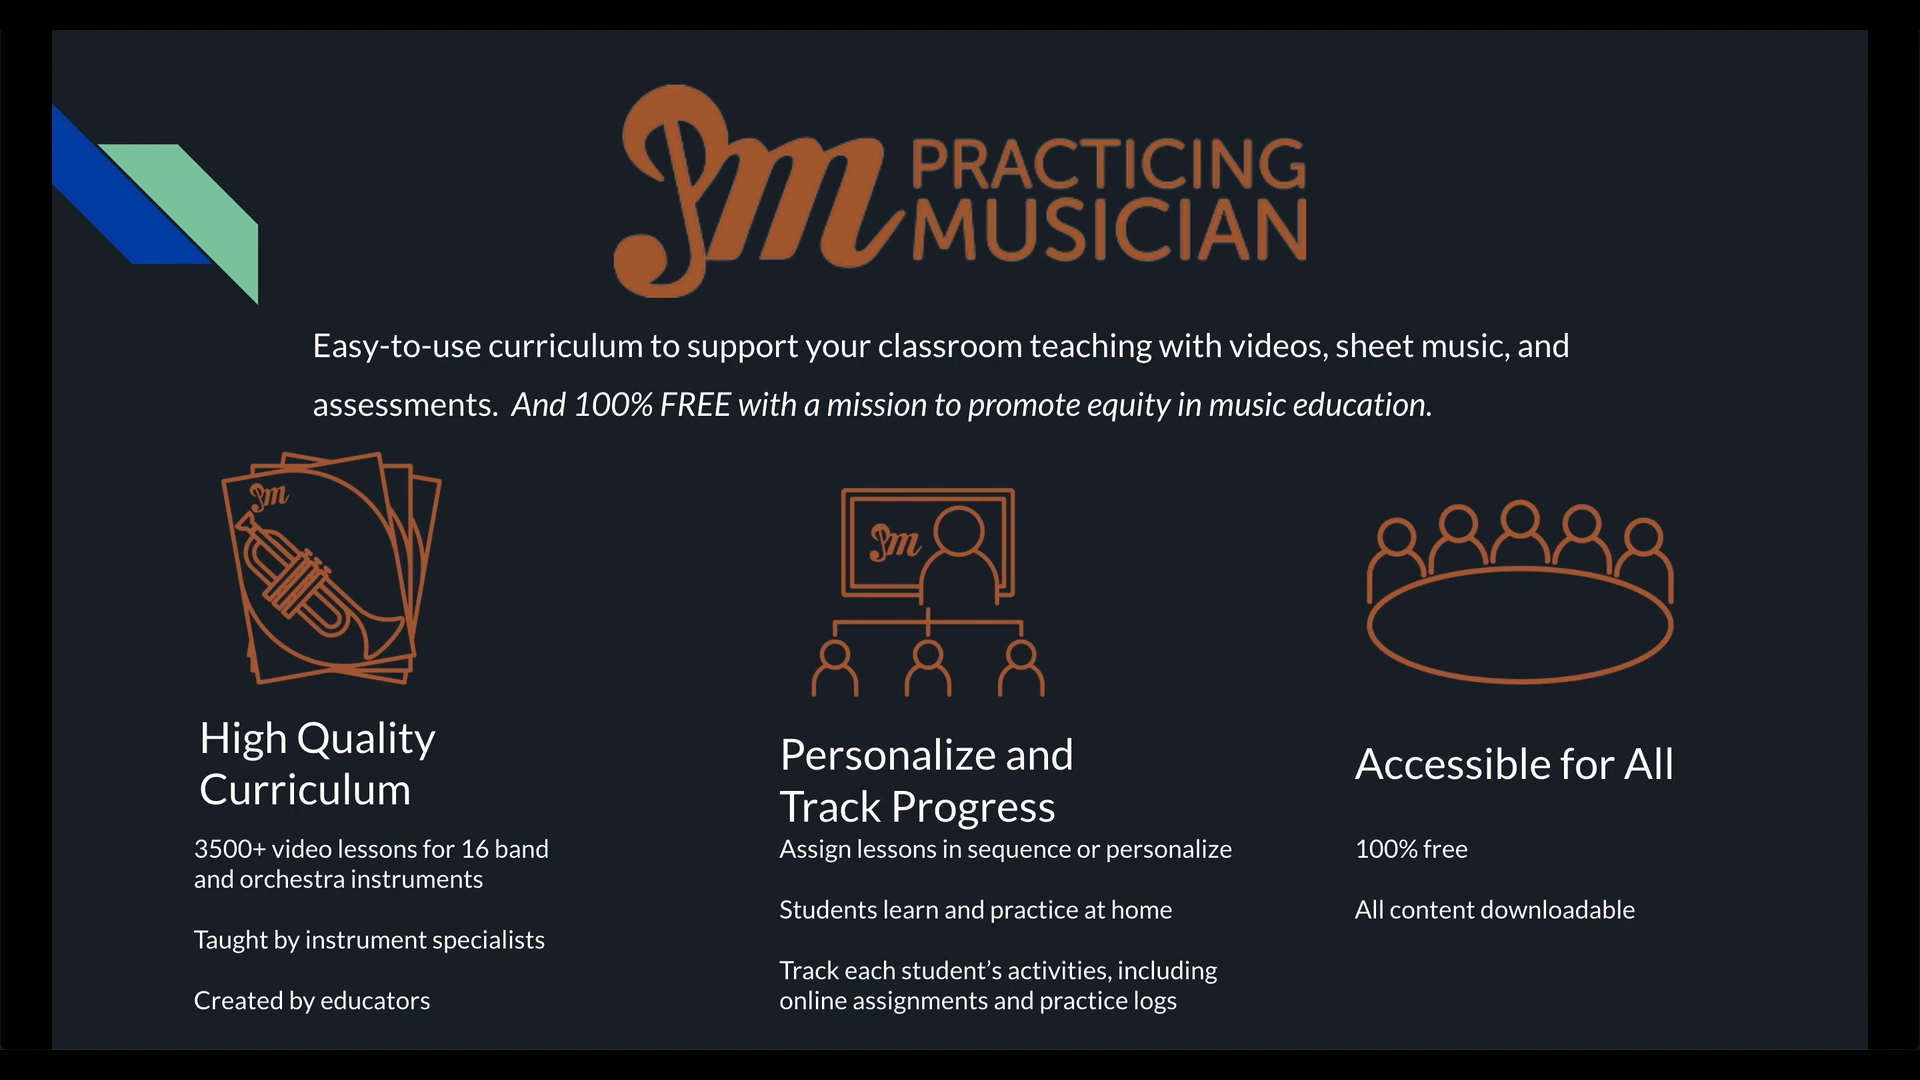 PRACTICING
MUSICIAN
Easy-to-use curriculum to support your classroom teaching with videos, sheet music, and
assessments. And 100% FREE with a mission to promote equity in music education.
Pm
Pm
Pm
High Quality
Curriculum
3500+ video lessons for 16 band
and orchestra instruments
Taught by instrument specialists
Created by educators
Personalize and
Track Progress
Assign lessons in sequence or personalize
Students learn and practice at home
Track each student’s activities, including
online assignments and practice logs
Accessible for All
100% free
All content downloadable